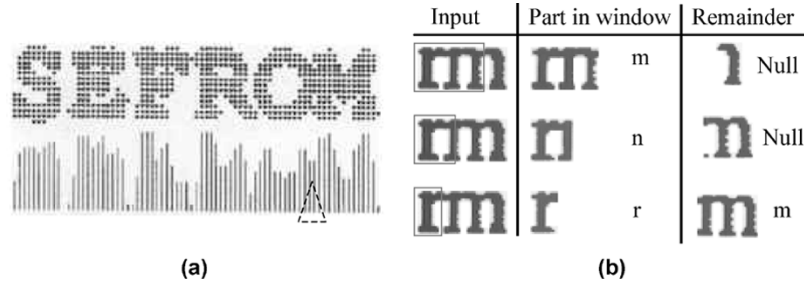 SEFROM
Input Part in window Remainder
m Null
n Null
r m
(a) (b)